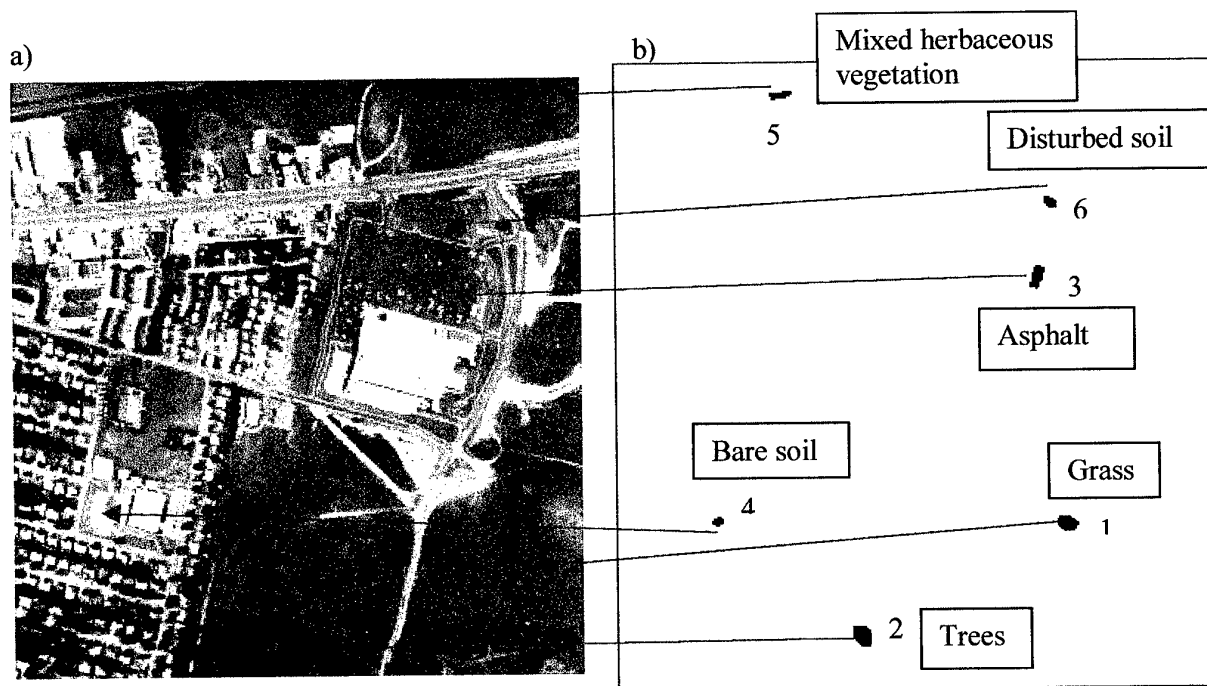 a)
b)
Mixed herbaceous
vegetation
5
Disturbed soil
6
3
Asphalt
Bare soil
4
Grass
1
2
Trees